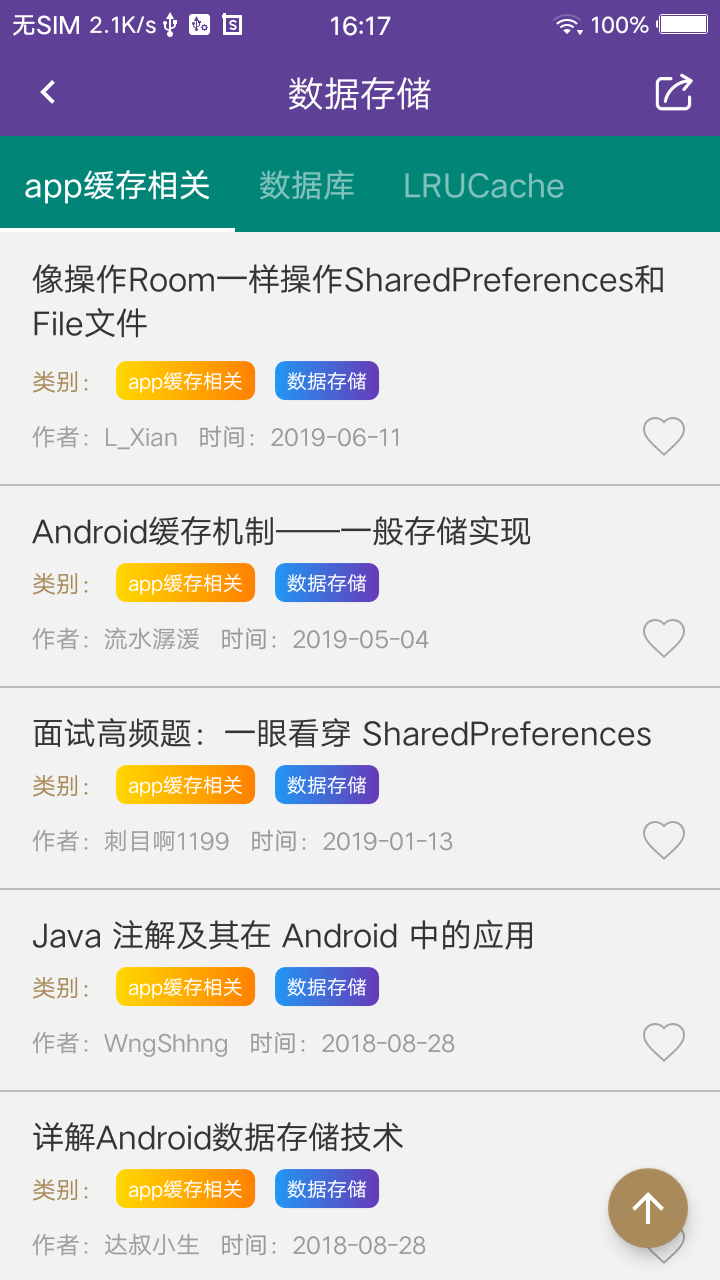 无SIM 2.1K/s 16:17 100%
数据存储
app缓存相关 数据库 LRUCache
像操作Room一样操作SharedPreferences和
File文件
类别： app缓存相关 数据存储
作者：L_Xian 时间：2019-06-11
Android缓存机制——一般存储实现
类别： app缓存相关 数据存储
作者：流水潺湲 时间：2019-05-04
面试高频题：一眼看穿 SharedPreferences
类别： app缓存相关 数据存储
作者：刺目啊1199 时间：2019-01-13
Java 注解及其在 Android 中的应用
类别： app缓存相关 数据存储
作者：WngShhng 时间：2018-08-28
详解Android数据存储技术
类别： app缓存相关 数据存储
作者：达叔小生 时间：2018-08-28